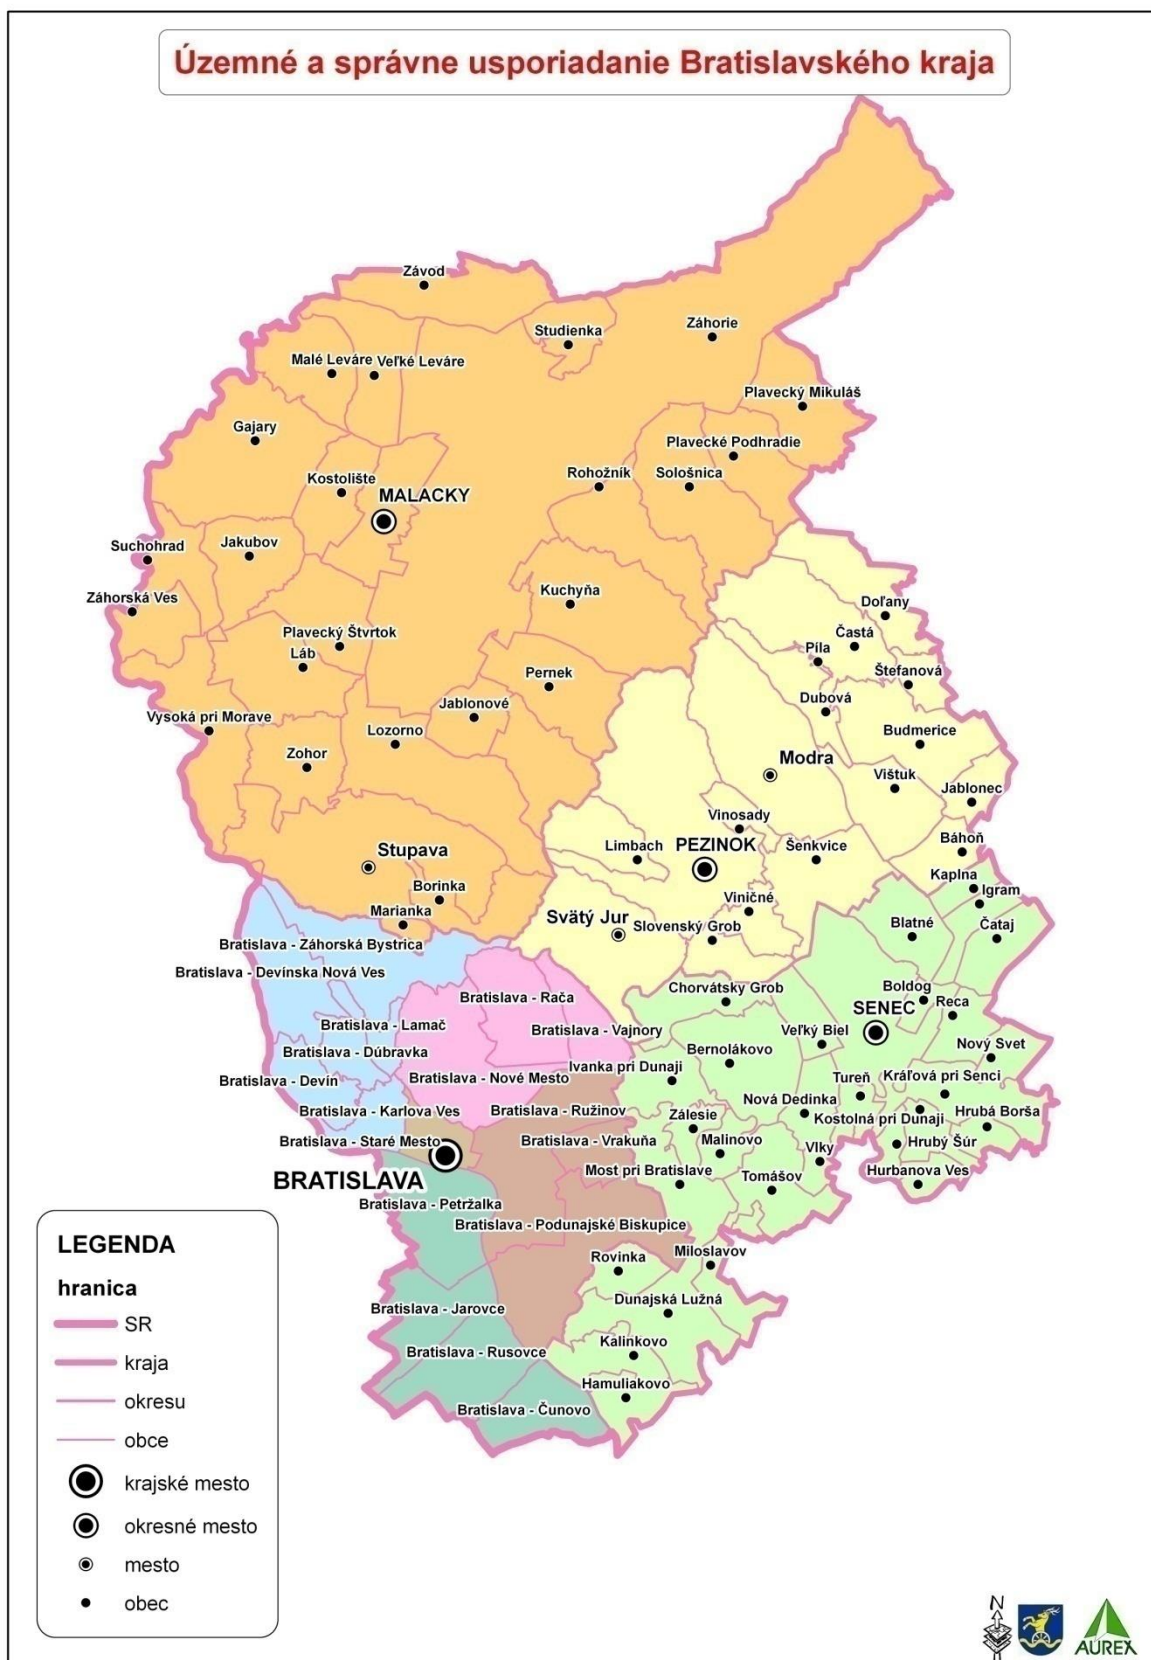 Územné a správne usporiadanie Bratislavského kraja
Závod
Studienka
Záhorie
Malé Leváre
Veľké Leváre
Plavecký Mikuláš
Gajary
Plavecké Podhradie
Kostolište
Rohožník
Sološnica
MALACKY
Suchohrad
Jakubov
Kuchyňa
Záhorská Ves
Doľany
Plavecký Štvrtok
Častá
Láb
Píla
Pernek
Štefanová
Jablonové
Dubová
Vysoká pri Morave
Lozorno
Budmerice
Zohor
Modra
Vištuk
Jablonec
Vinosady
Stupava
Limbach
PEZINOK
Šenkvice
Báhoň
Kaplna
Borinka
Igram
Marianka
Svätý Jur
Viničné
Slovenský Grob
Blatné
Čataj
Bratislava - Záhorská Bystrica
Bratislava - Devínska Nová Ves
Chorvátsky Grob
Boldog
Bratislava - Rača
SENEC
Reca
Bratislava - Lamač
Bratislava - Vajnory
Veľký Biel
Bratislava - Dúbravka
Bernolákovo
Nový Svet
Ivanka pri Dunaji
Bratislava - Devín
Bratislava - Nové Mesto
Tureň
Kráľová pri Senci
Bratislava - Karlova Ves
Bratislava - Ružinov
Nová Dedinka
Zálesie
Kostolná pri Dunaji
Hrubá Borša
Bratislava - Staré Mesto
Bratislava - Vrakuňa
Malinovo
Vlky
Hrubý Šúr
BRATISLAVA
Most pri Bratislave
Tomášov
Hurbanova Ves
Bratislava - Petržalka
Bratislava - Podunajské Biskupice
Rovinka
Miloslavov
Bratislava - Jarovce
Dunajská Lužná
Bratislava - Rusovce
Kalinkovo
Hamuliakovo
Bratislava - Čunovo
LEGENDA
hranica
SR
kraja
okresu
obce
krajské mesto
okresné mesto
mesto
obec
N
AUREX